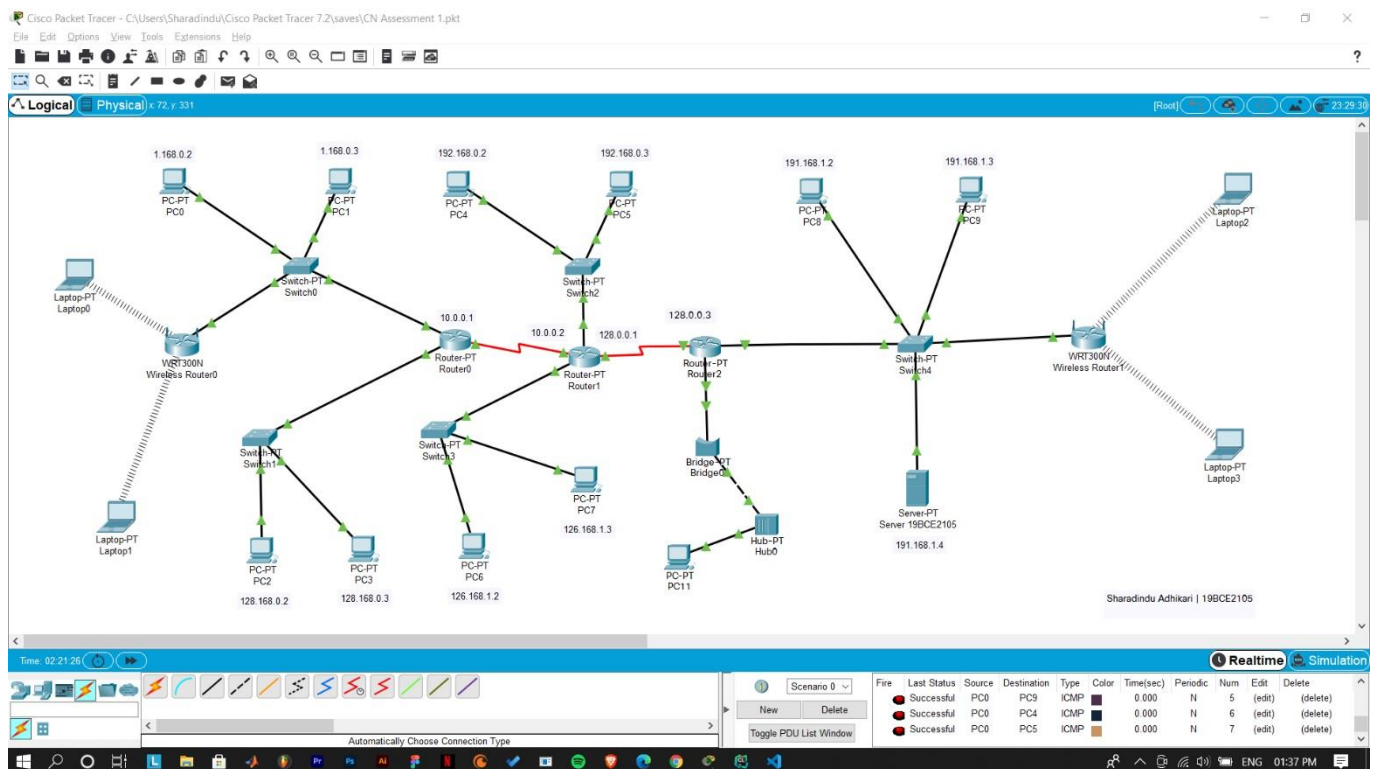 Cisco Packet Tracer - C:\Users\Sharadindu\Cisco Packet Tracer 7.2\saves\CN Assessment 1.pkt
File Edit Options View Tools Extensions Help
?
Logical Physical x: 72, y: 331 [Root] 23:29:30
1.168.0.2
1.168.0.3
192.168.0.2
192.168.0.3
191.168.1.2
191.168.1.3
PC-PT
PC0
PC-PT
PC1
PC-PT
PC4
PC-PT
PC5
PC-PT
PC8
PC-PT
PC9
Laptop-PT
Laptop2
Laptop-PT
Laptop0
Switch-PT
Switch0
Switch-PT
Switch2
10.0.0.1
10.0.0.2
128.0.0.1
128.0.0.3
WRT300N
Wireless Router0
Router-PT
Router0
Router-PT
Router1
Router-PT
Router2
Switch-PT
Switch4
WRT300N
Wireless Router1
Switch-PT
Switch1
Switch-PT
Switch3
Bridge-PT
Bridge0
Laptop-PT
Laptop3
PC-PT
PC7
126.168.1.3
Server-PT
Server 19BCE2105
191.168.1.4
Laptop-PT
Laptop1
Hub-PT
Hub0
PC-PT
PC2
128.168.0.2
PC-PT
PC3
128.168.0.3
PC-PT
PC6
126.168.1.2
PC-PT
PC11
Sharadindu Adhikari | 19BCE2105
Time: 02:21:26
Realtime Simulation
Scenario 0
New Delete
Toggle PDU List Window
Fire Last Status Source Destination Type Color Time(sec) Periodic Num Edit Delete
Successful PC0 PC9 ICMP 0.000 N 5 (edit) (delete)
Successful PC0 PC4 ICMP 0.000 N 6 (edit) (delete)
Successful PC0 PC5 ICMP 0.000 N 7 (edit) (delete)
Automatically Choose Connection Type
ENG 01:37 PM